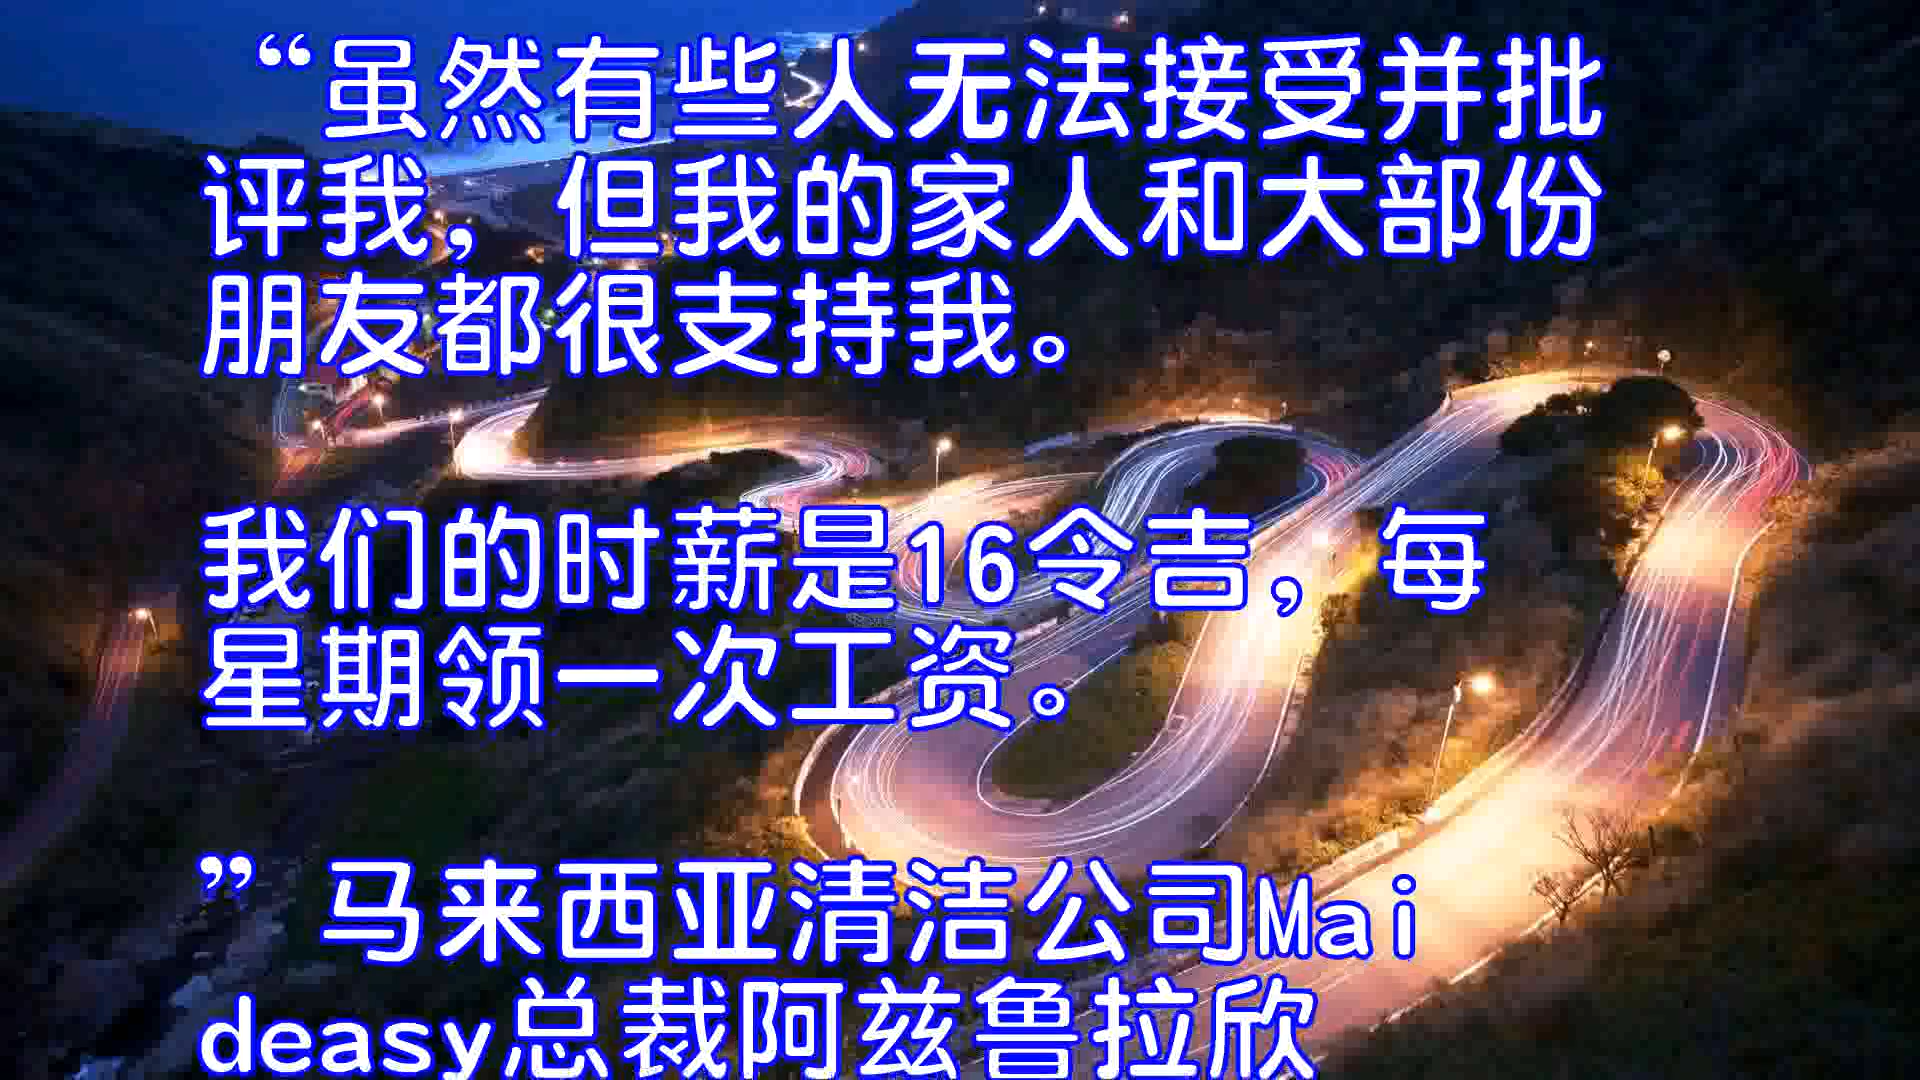 “虽然有些人无法接受并批
评我，但我的家人和大部份
朋友都很支持我。
我们的时薪是16令吉，每
星期领一次工资。
”马来西亚清洁公司Mai
deasy总裁阿兹鲁拉欣